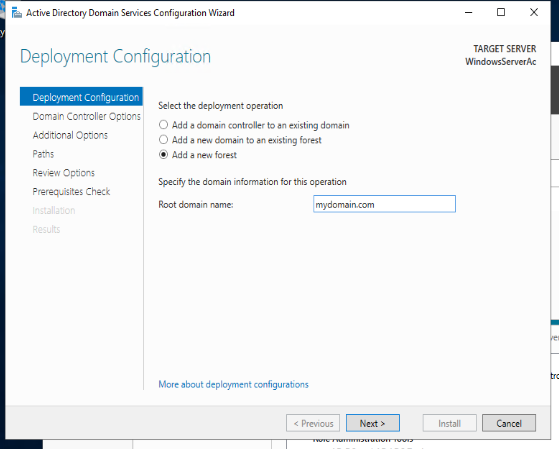 Active Directory Domain Services Configuration Wizard
Deployment Configuration
TARGET SERVER
WindowsServerAc
Deployment Configuration
Domain Controller Options
Additional Options
Paths
Review Options
Prerequisites Check
Installation
Results
Select the deployment operation
Add a domain controller to an existing domain
Add a new domain to an existing forest
Add a new forest
Specify the domain information for this operation
Root domain name:
mydomain.com
More about deployment configurations
< Previous
Next >
Install
Cancel